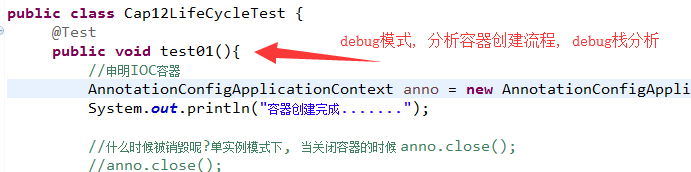 public class Cap12LifeCycleTest {
@Test
public void test01(){
debug模式, 分析容器创建流程, debug栈分析
//申明IOC容器
AnnotationConfigApplicationContext anno = new AnnotationConfigAppli
System.out.println("容器创建完成.......");
//什么时候被销毁呢?单实例模式下, 当关闭容器的时候 anno.close();
//anno.close();